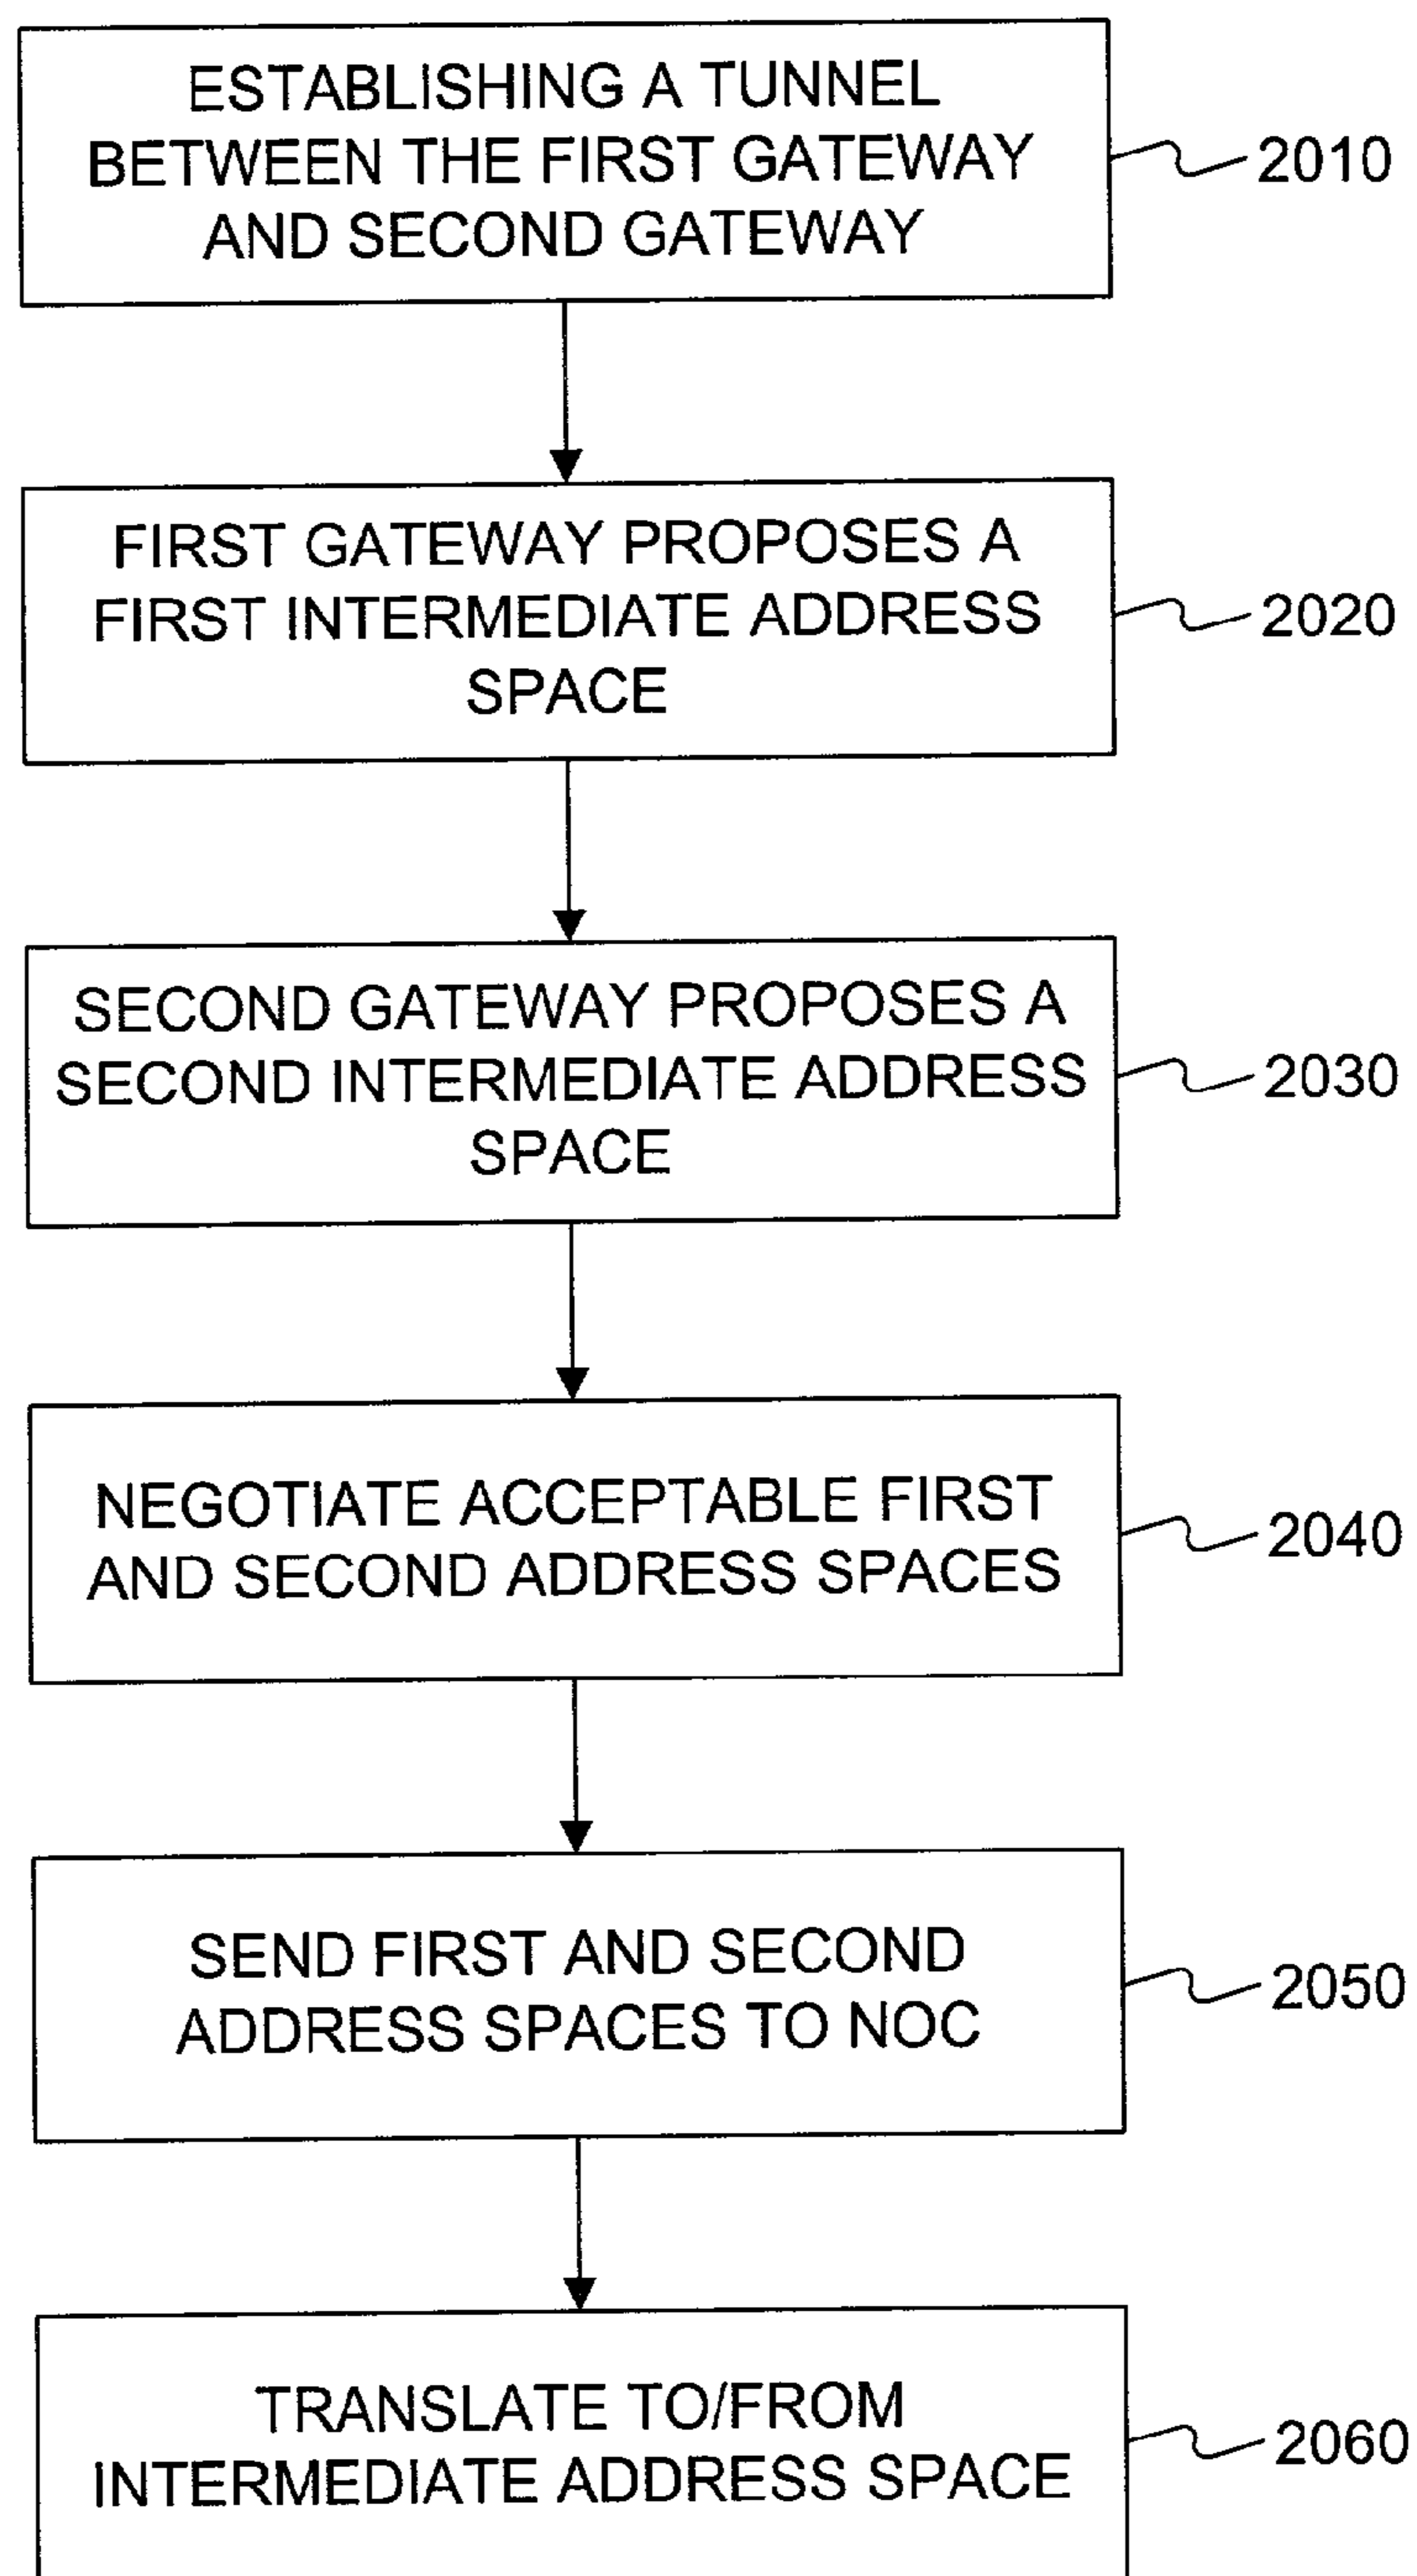 ESTABLISHING A TUNNEL
BETWEEN THE FIRST GATEWAY
AND SECOND GATEWAY
2010
FIRST GATEWAY PROPOSES A
FIRST INTERMEDIATE ADDRESS
SPACE
2020
SECOND GATEWAY PROPOSES A
SECOND INTERMEDIATE ADDRESS
SPACE
2030
NEGOTIATE ACCEPTABLE FIRST
AND SECOND ADDRESS SPACES
2040
SEND FIRST AND SECOND
ADDRESS SPACES TO NOC
2050
TRANSLATE TO/FROM
INTERMEDIATE ADDRESS SPACE
2060